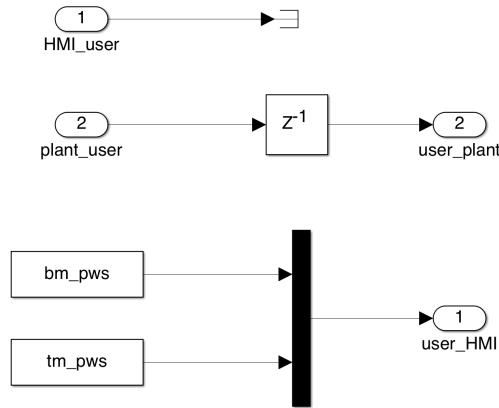 1
HMI_user
2
plant_user
Z-1
2
user_plant
bm_pws
tm_pws
1
user_HMI